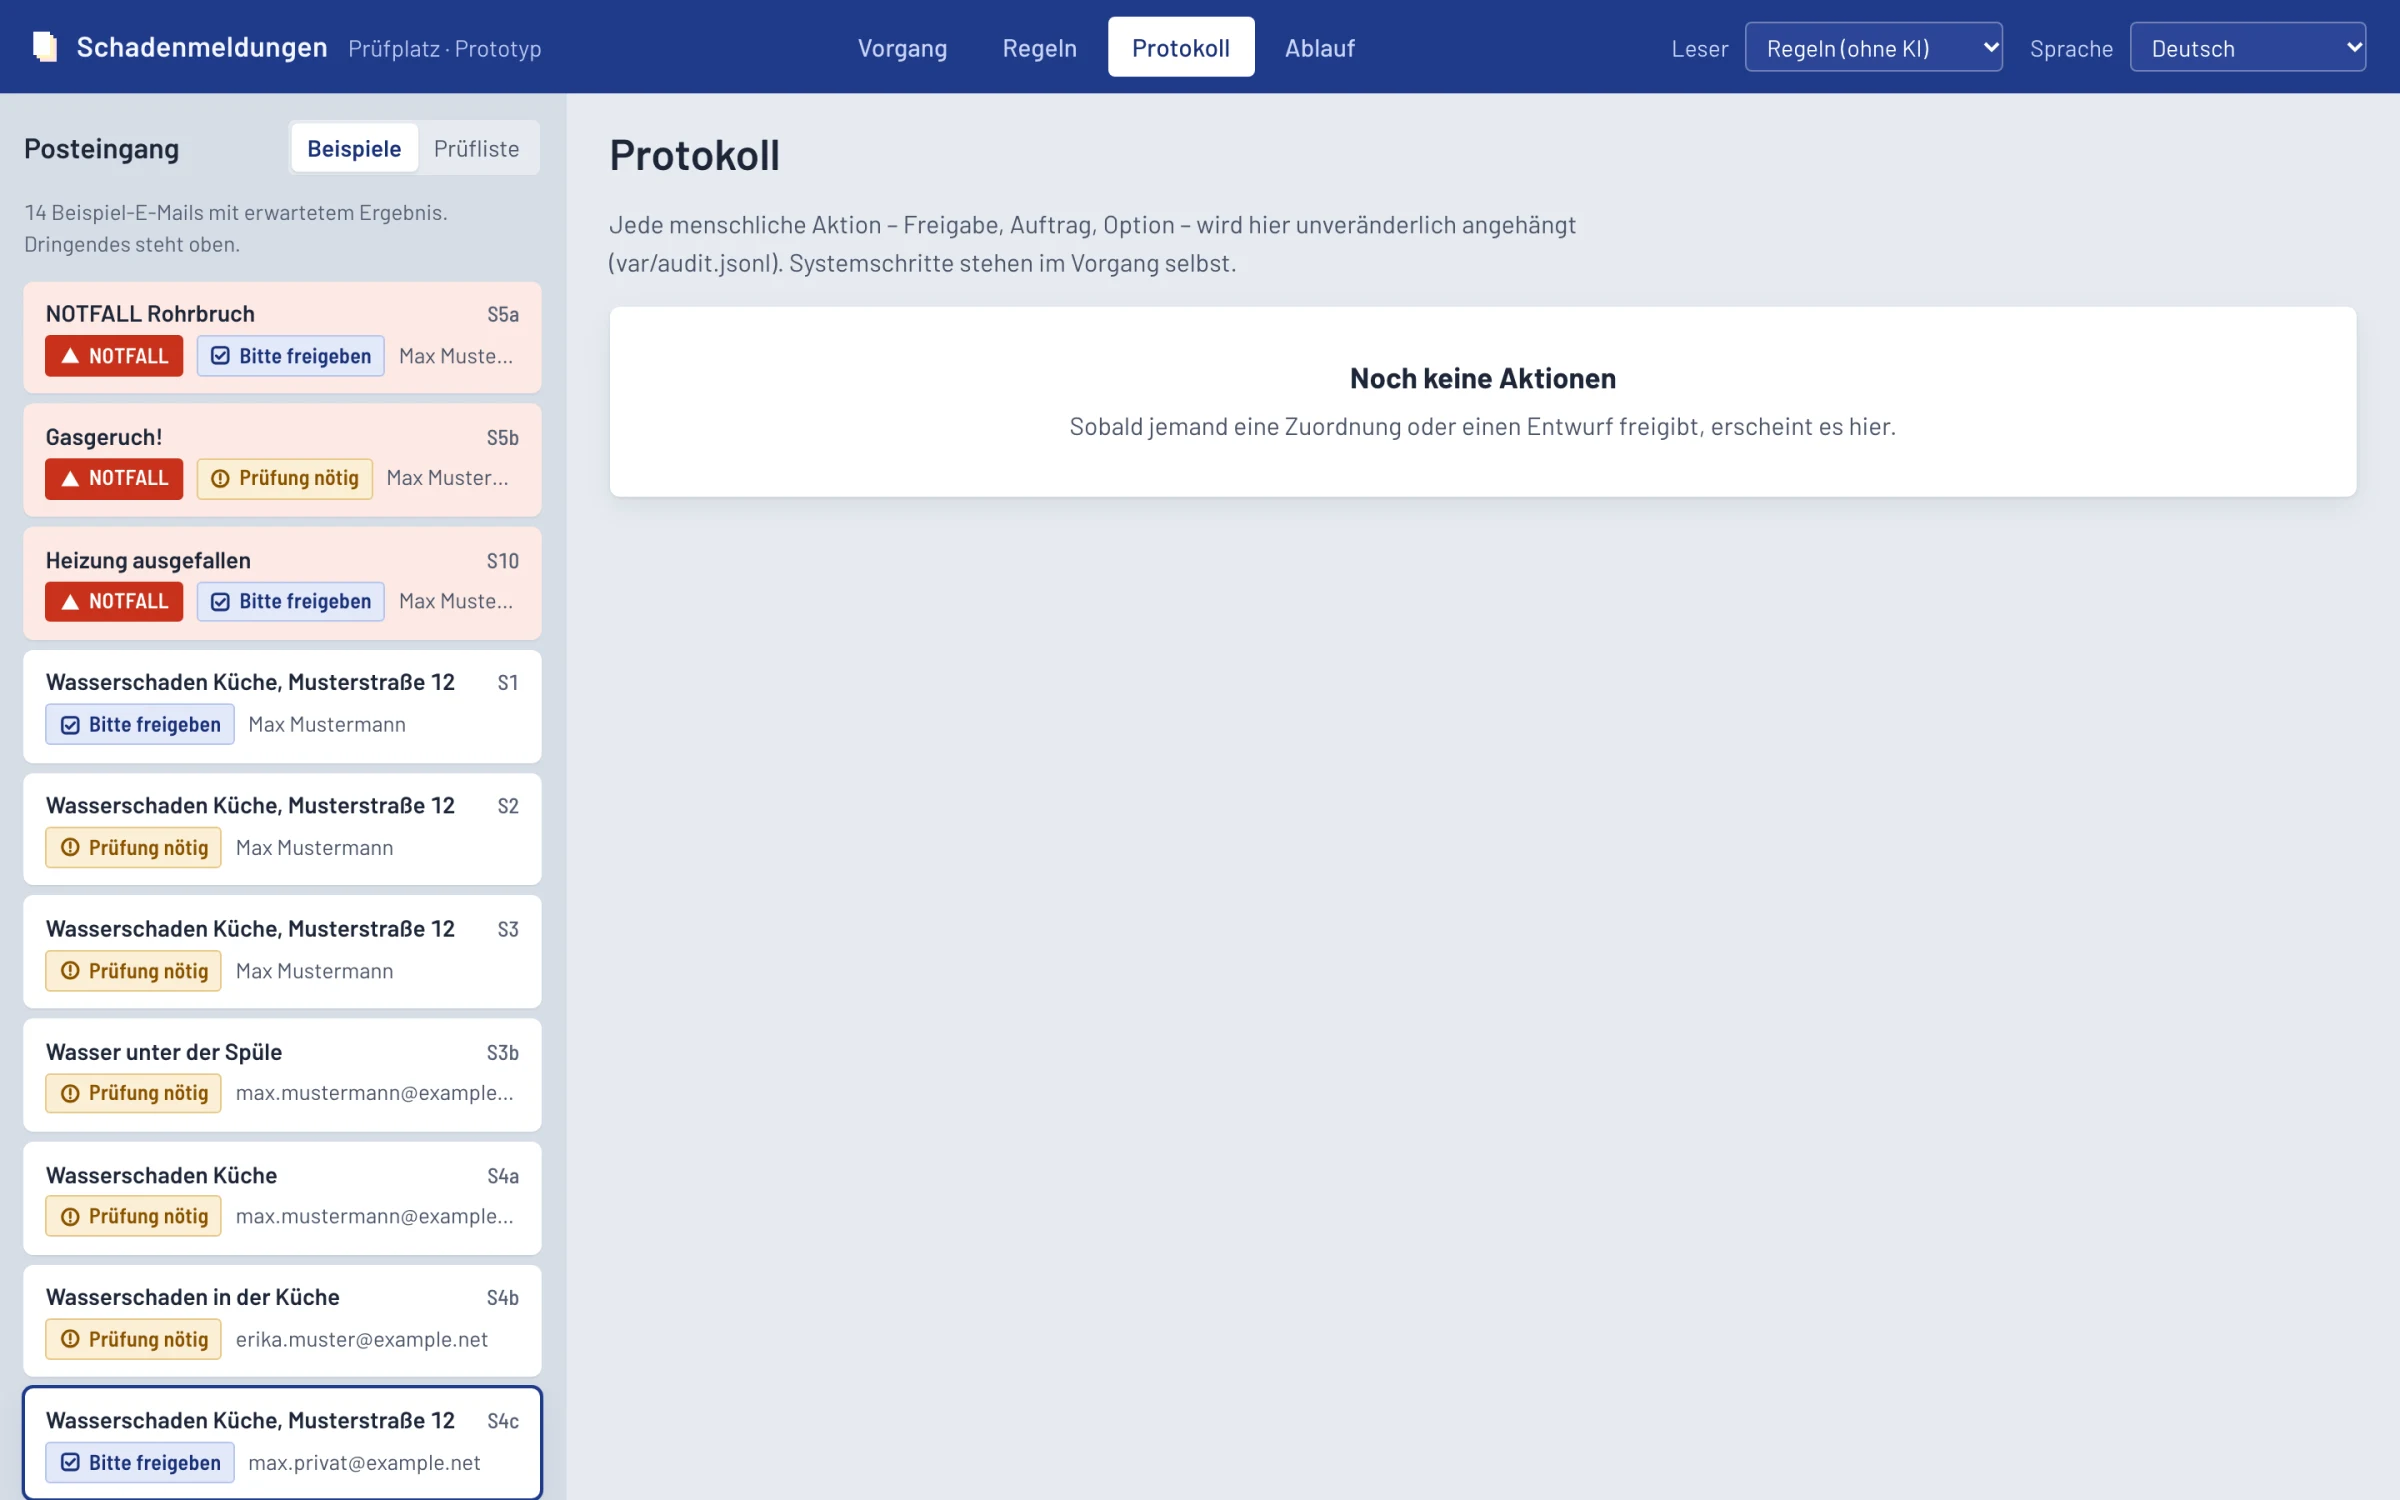 Schadenmeldungen Prüfplatz · Prototyp
Vorgang Regeln Protokoll Ablauf
Leser Regeln (ohne KI) Sprache Deutsch
Posteingang Beispiele Prüfliste
14 Beispiel-E-Mails mit erwartetem Ergebnis.
Dringendes steht oben.
NOTFALL Rohrbruch S5a
NOTFALL Bitte freigeben Max Muste...
Gasgeruch! S5b
NOTFALL Prüfung nötig Max Muster...
Heizung ausgefallen S10
NOTFALL Bitte freigeben Max Muste...
Wasserschaden Küche, Musterstraße 12 S1
Bitte freigeben Max Mustermann
Wasserschaden Küche, Musterstraße 12 S2
Prüfung nötig Max Mustermann
Wasserschaden Küche, Musterstraße 12 S3
Prüfung nötig Max Mustermann
Wasser unter der Spüle S3b
Prüfung nötig max.mustermann@example...
Wasserschaden Küche S4a
Prüfung nötig max.mustermann@example...
Wasserschaden in der Küche S4b
Prüfung nötig erika.muster@example.net
Wasserschaden Küche, Musterstraße 12 S4c
Bitte freigeben max.privat@example.net
Protokoll
Jede menschliche Aktion – Freigabe, Auftrag, Option – wird hier unveränderlich angehängt
(var/audit.jsonl). Systemschritte stehen im Vorgang selbst.
Noch keine Aktionen
Sobald jemand eine Zuordnung oder einen Entwurf freigibt, erscheint es hier.